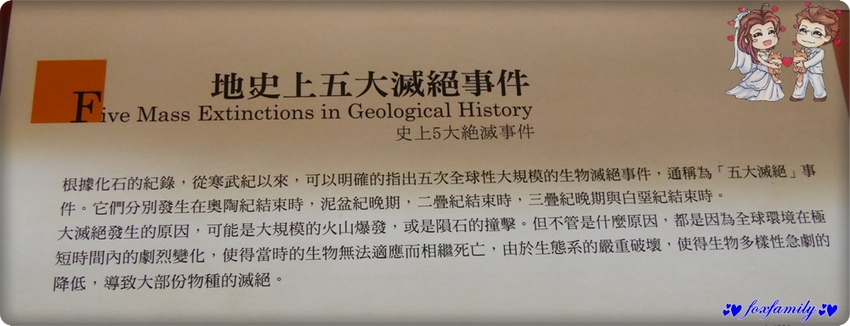 地史上五大滅絕事件
Five Mass Extinctions in Geological History
史上5大絶滅事件
根據化石的紀錄，從寒武紀以來，可以明確的指出五次全球性大規模的生物滅絕事件，通稱為「五大滅絕」事
件。它們分別發生在奧陶紀結束時，泥盆紀晚期，二疊紀結束時，三疊紀晚期與白堊紀結束時。
大滅絕發生的原因，可能是大規模的火山爆發，或是隕石的撞擊。但不管是什麼原因，都是因為全球環境在極
短時間內的劇烈變化，使得當時的生物無法適應而相繼死亡，由於生態系的嚴重破壞，使得生物多樣性急劇的
降低，導致大部份物種的滅絕。
foxfamily